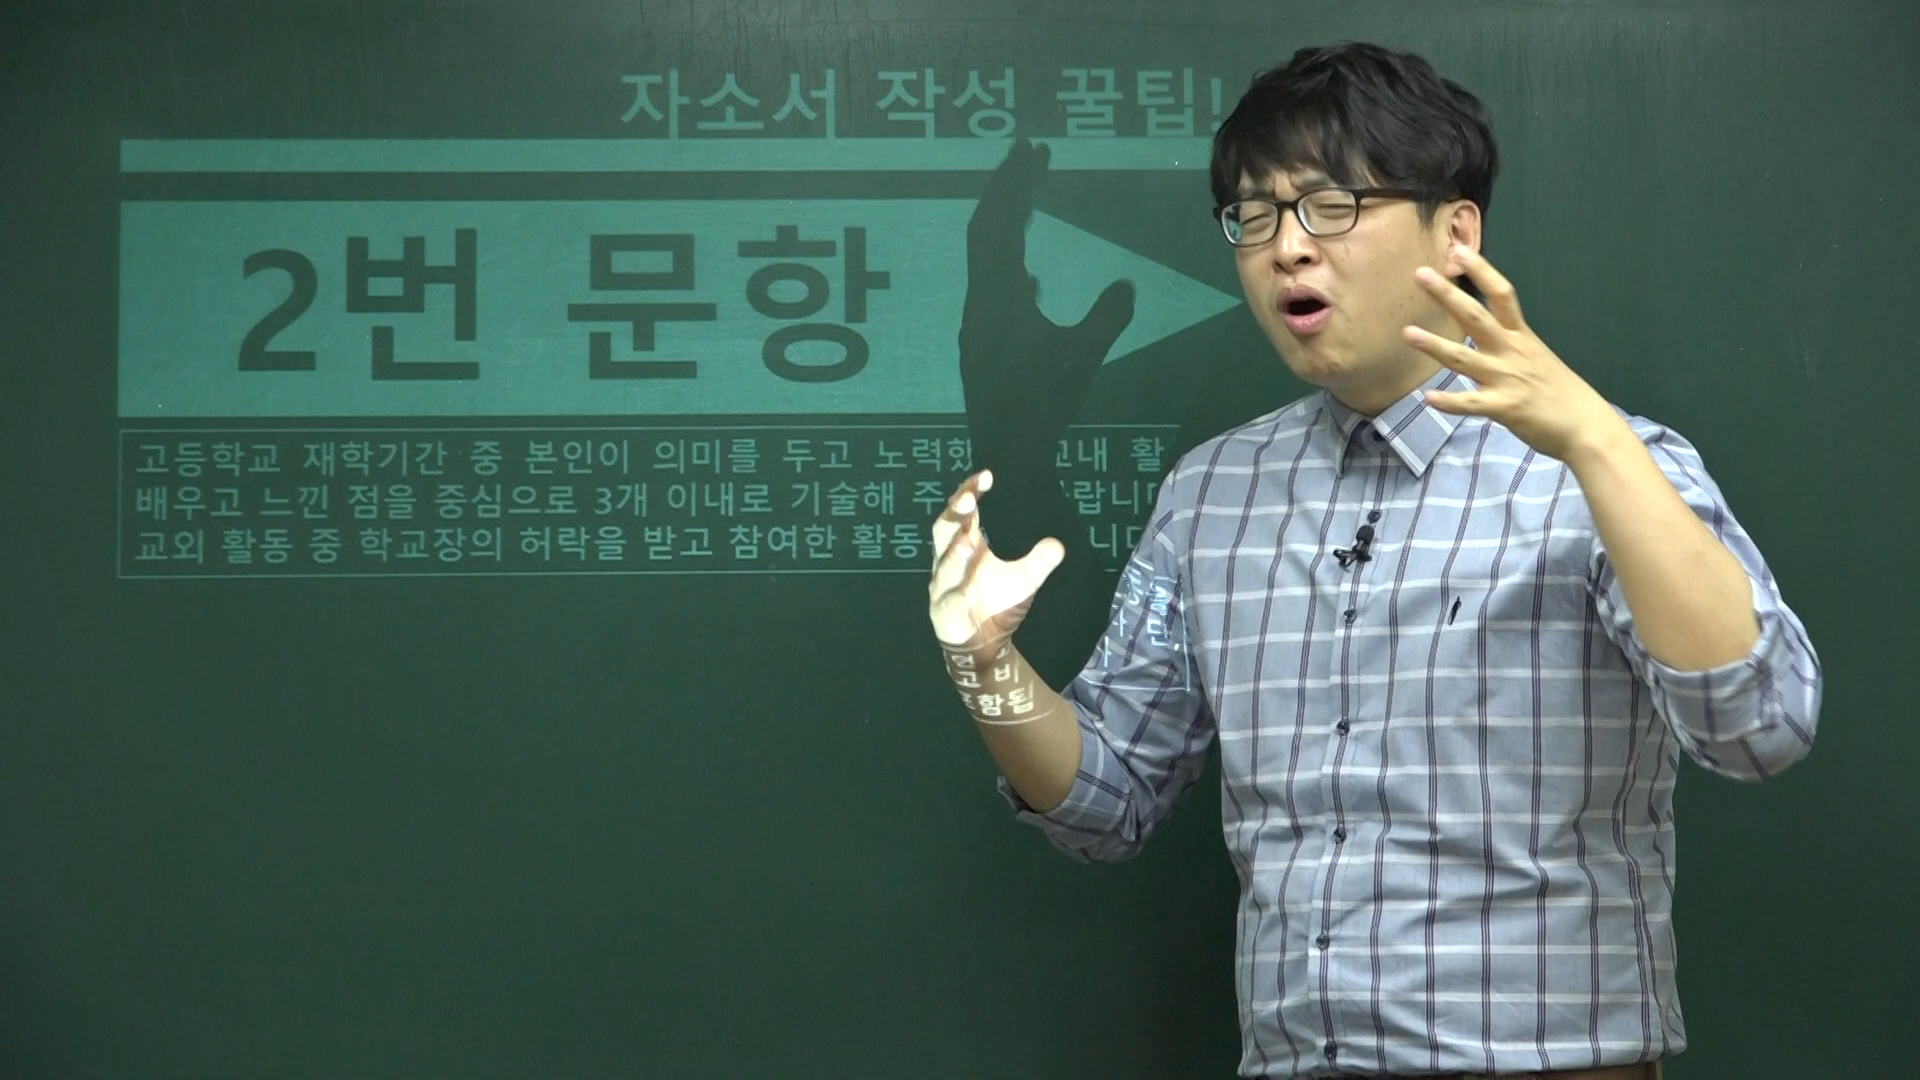 자소서 작성 꿀팁!
2번 문항
고등학교 재학기간 중 본인이 의미를 두고 노력했 교내 활
배우고 느낀 점을 중심으로 3개 이내로 기술해 주 바랍니다
교외 활동 중 학교장의 허락을 받고 참여한 활동 니다